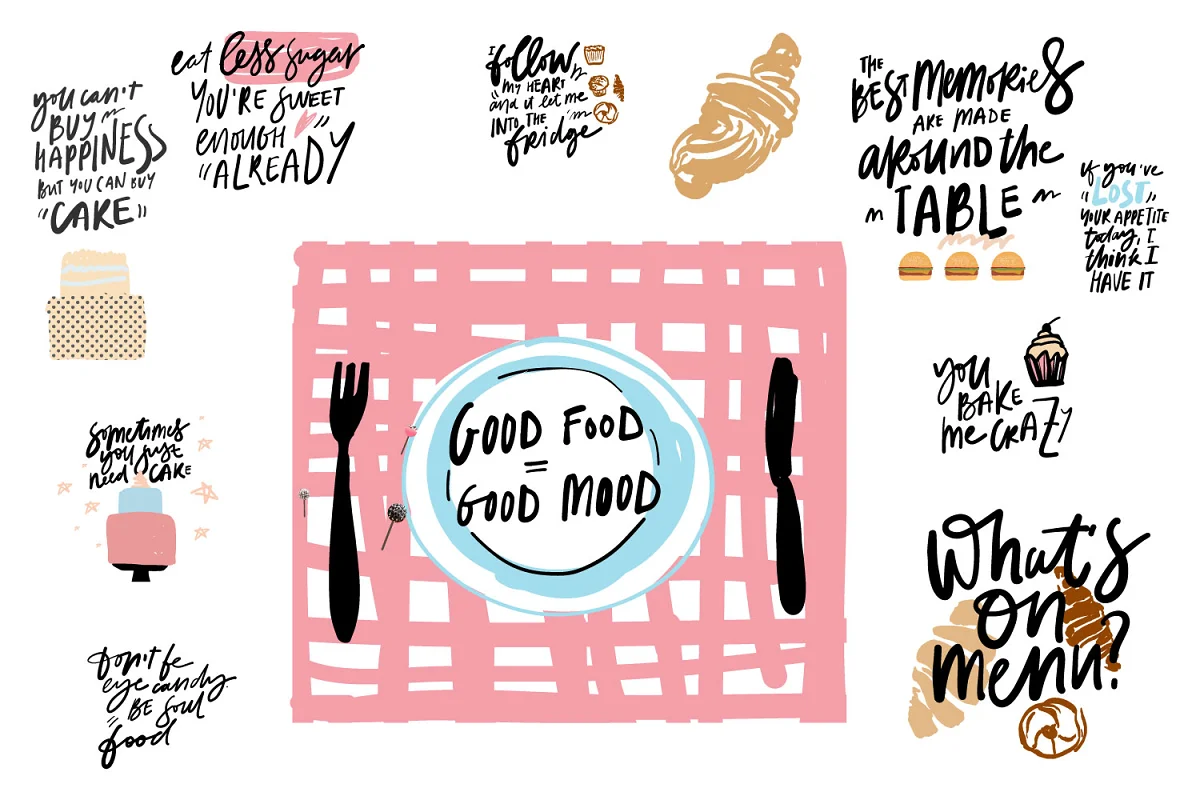 you can't
BUY
HAPPINESS
BUT YOU CAN BUY
"CAKE"
eat less sugar
YOU'RE SWEET
enough
"ALREADY"
I
follow
MY HEART
and it let me
INTO THE
fridge
THE
BEST MEMORIES
ARE MADE
around the
TABLE
if you've
"LOST"
YOUR APPETITE
today, I
think I
HAVE IT
GOOD FOOD
=
GOOD MOOD
you
BAKE
me CRAZY
sometimes
you just
need CAKE
What's
on
menu?
Don't be
eye candy.
BE Soul
food